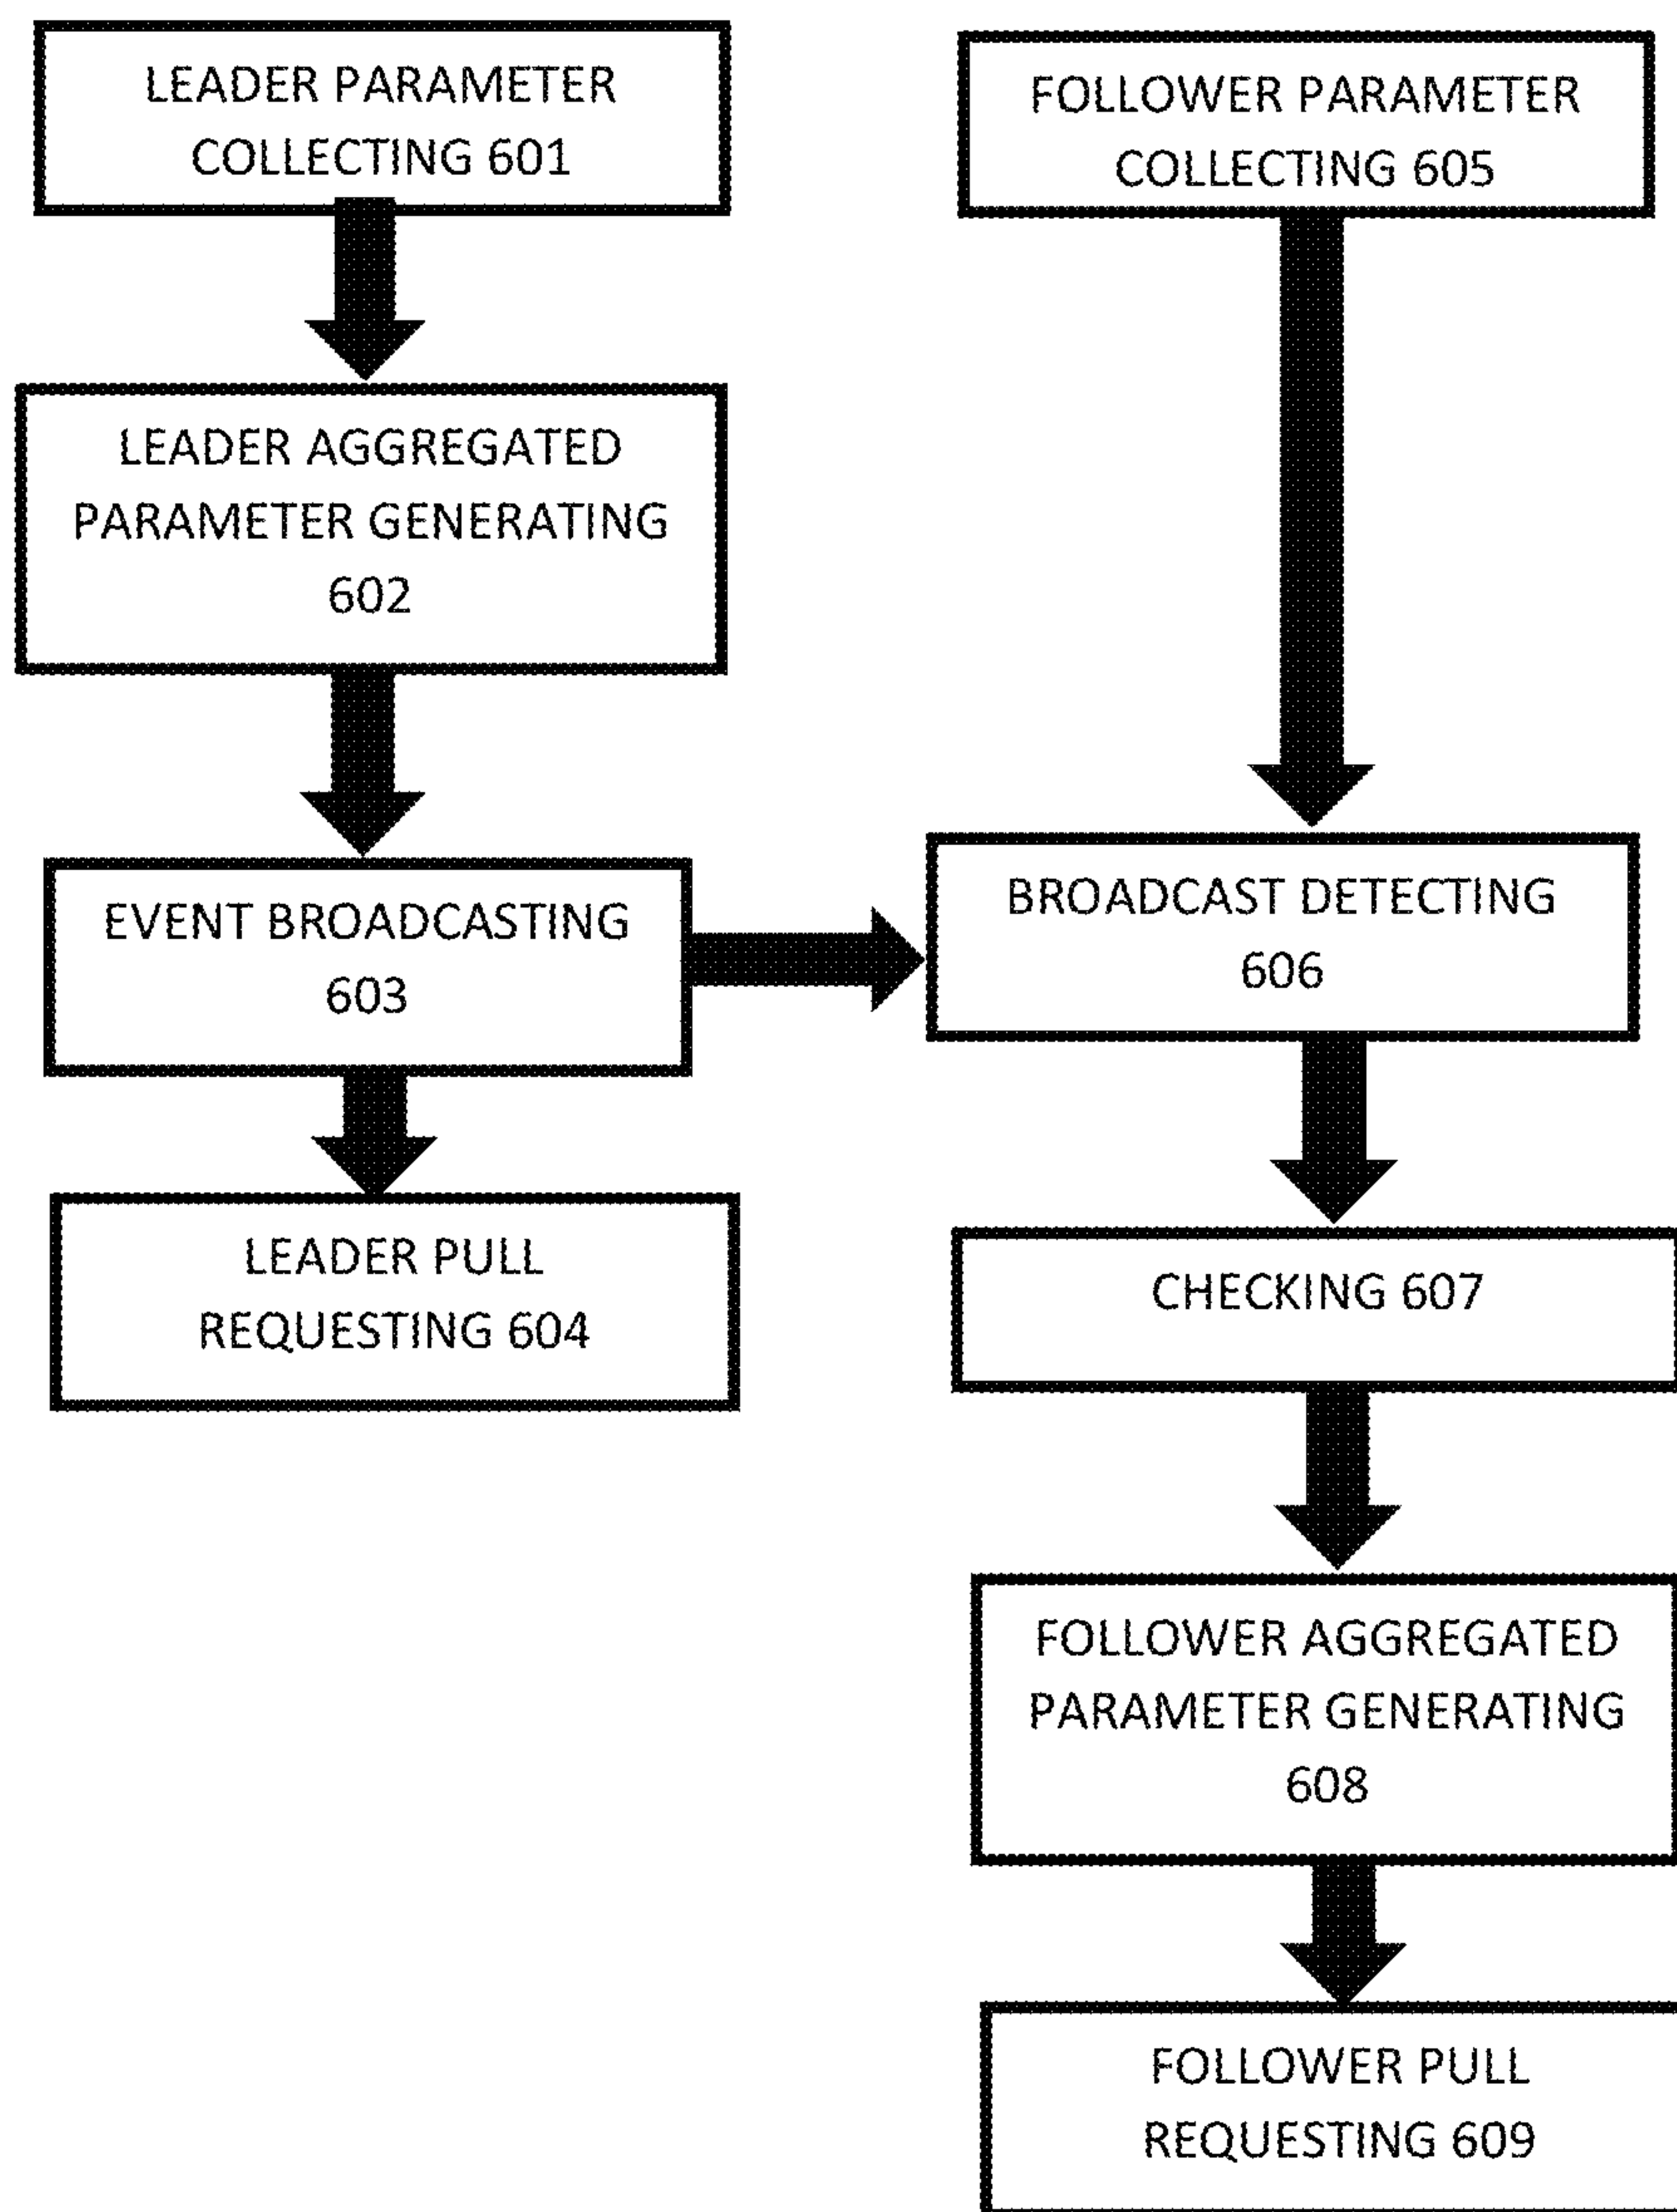 LEADER PARAMETER
COLLECTING 601
LEADER AGGREGATED
PARAMETER GENERATING
602
EVENT BROADCASTING
603
LEADER PULL
REQUESTING 604
FOLLOWER PARAMETER
COLLECTING 605
BROADCAST DETECTING
606
CHECKING 607
FOLLOWER AGGREGATED
PARAMETER GENERATING
608
FOLLOWER PULL
REQUESTING 609